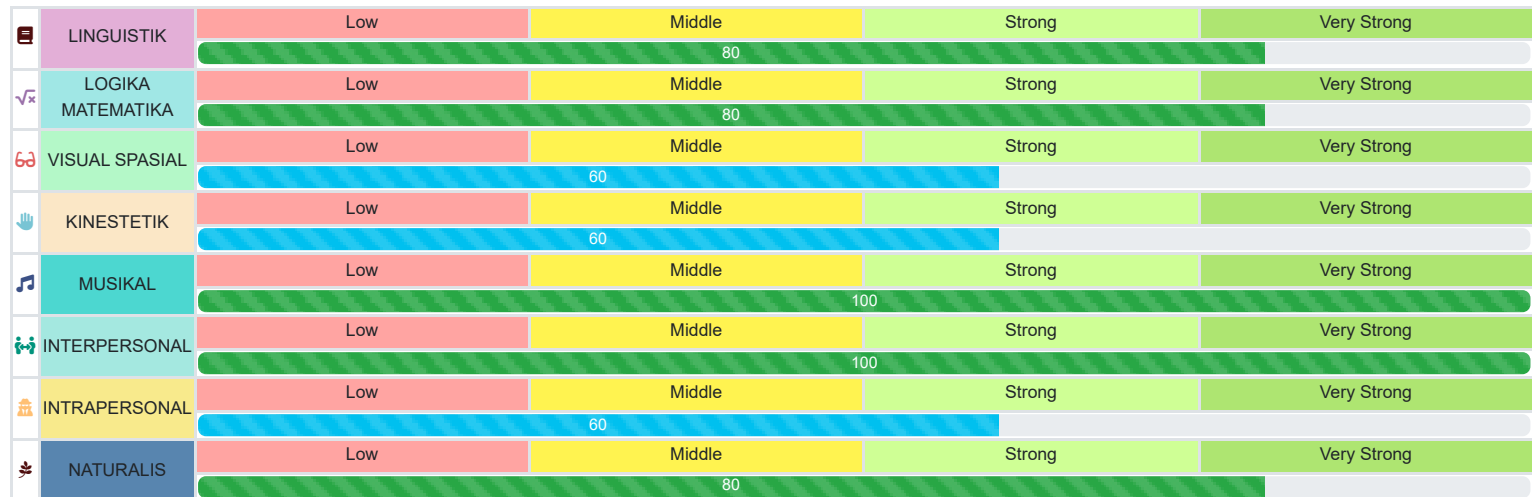 LINGUISTIK
Low Middle Strong Very Strong
80
LOGIKA
MATEMATIKA
Low Middle Strong Very Strong
80
VISUAL SPASIAL
Low Middle Strong Very Strong
60
KINESTETIK
Low Middle Strong Very Strong
60
MUSIKAL
Low Middle Strong Very Strong
100
INTERPERSONAL
Low Middle Strong Very Strong
100
INTRAPERSONAL
Low Middle Strong Very Strong
60
NATURALIS
Low Middle Strong Very Strong
80